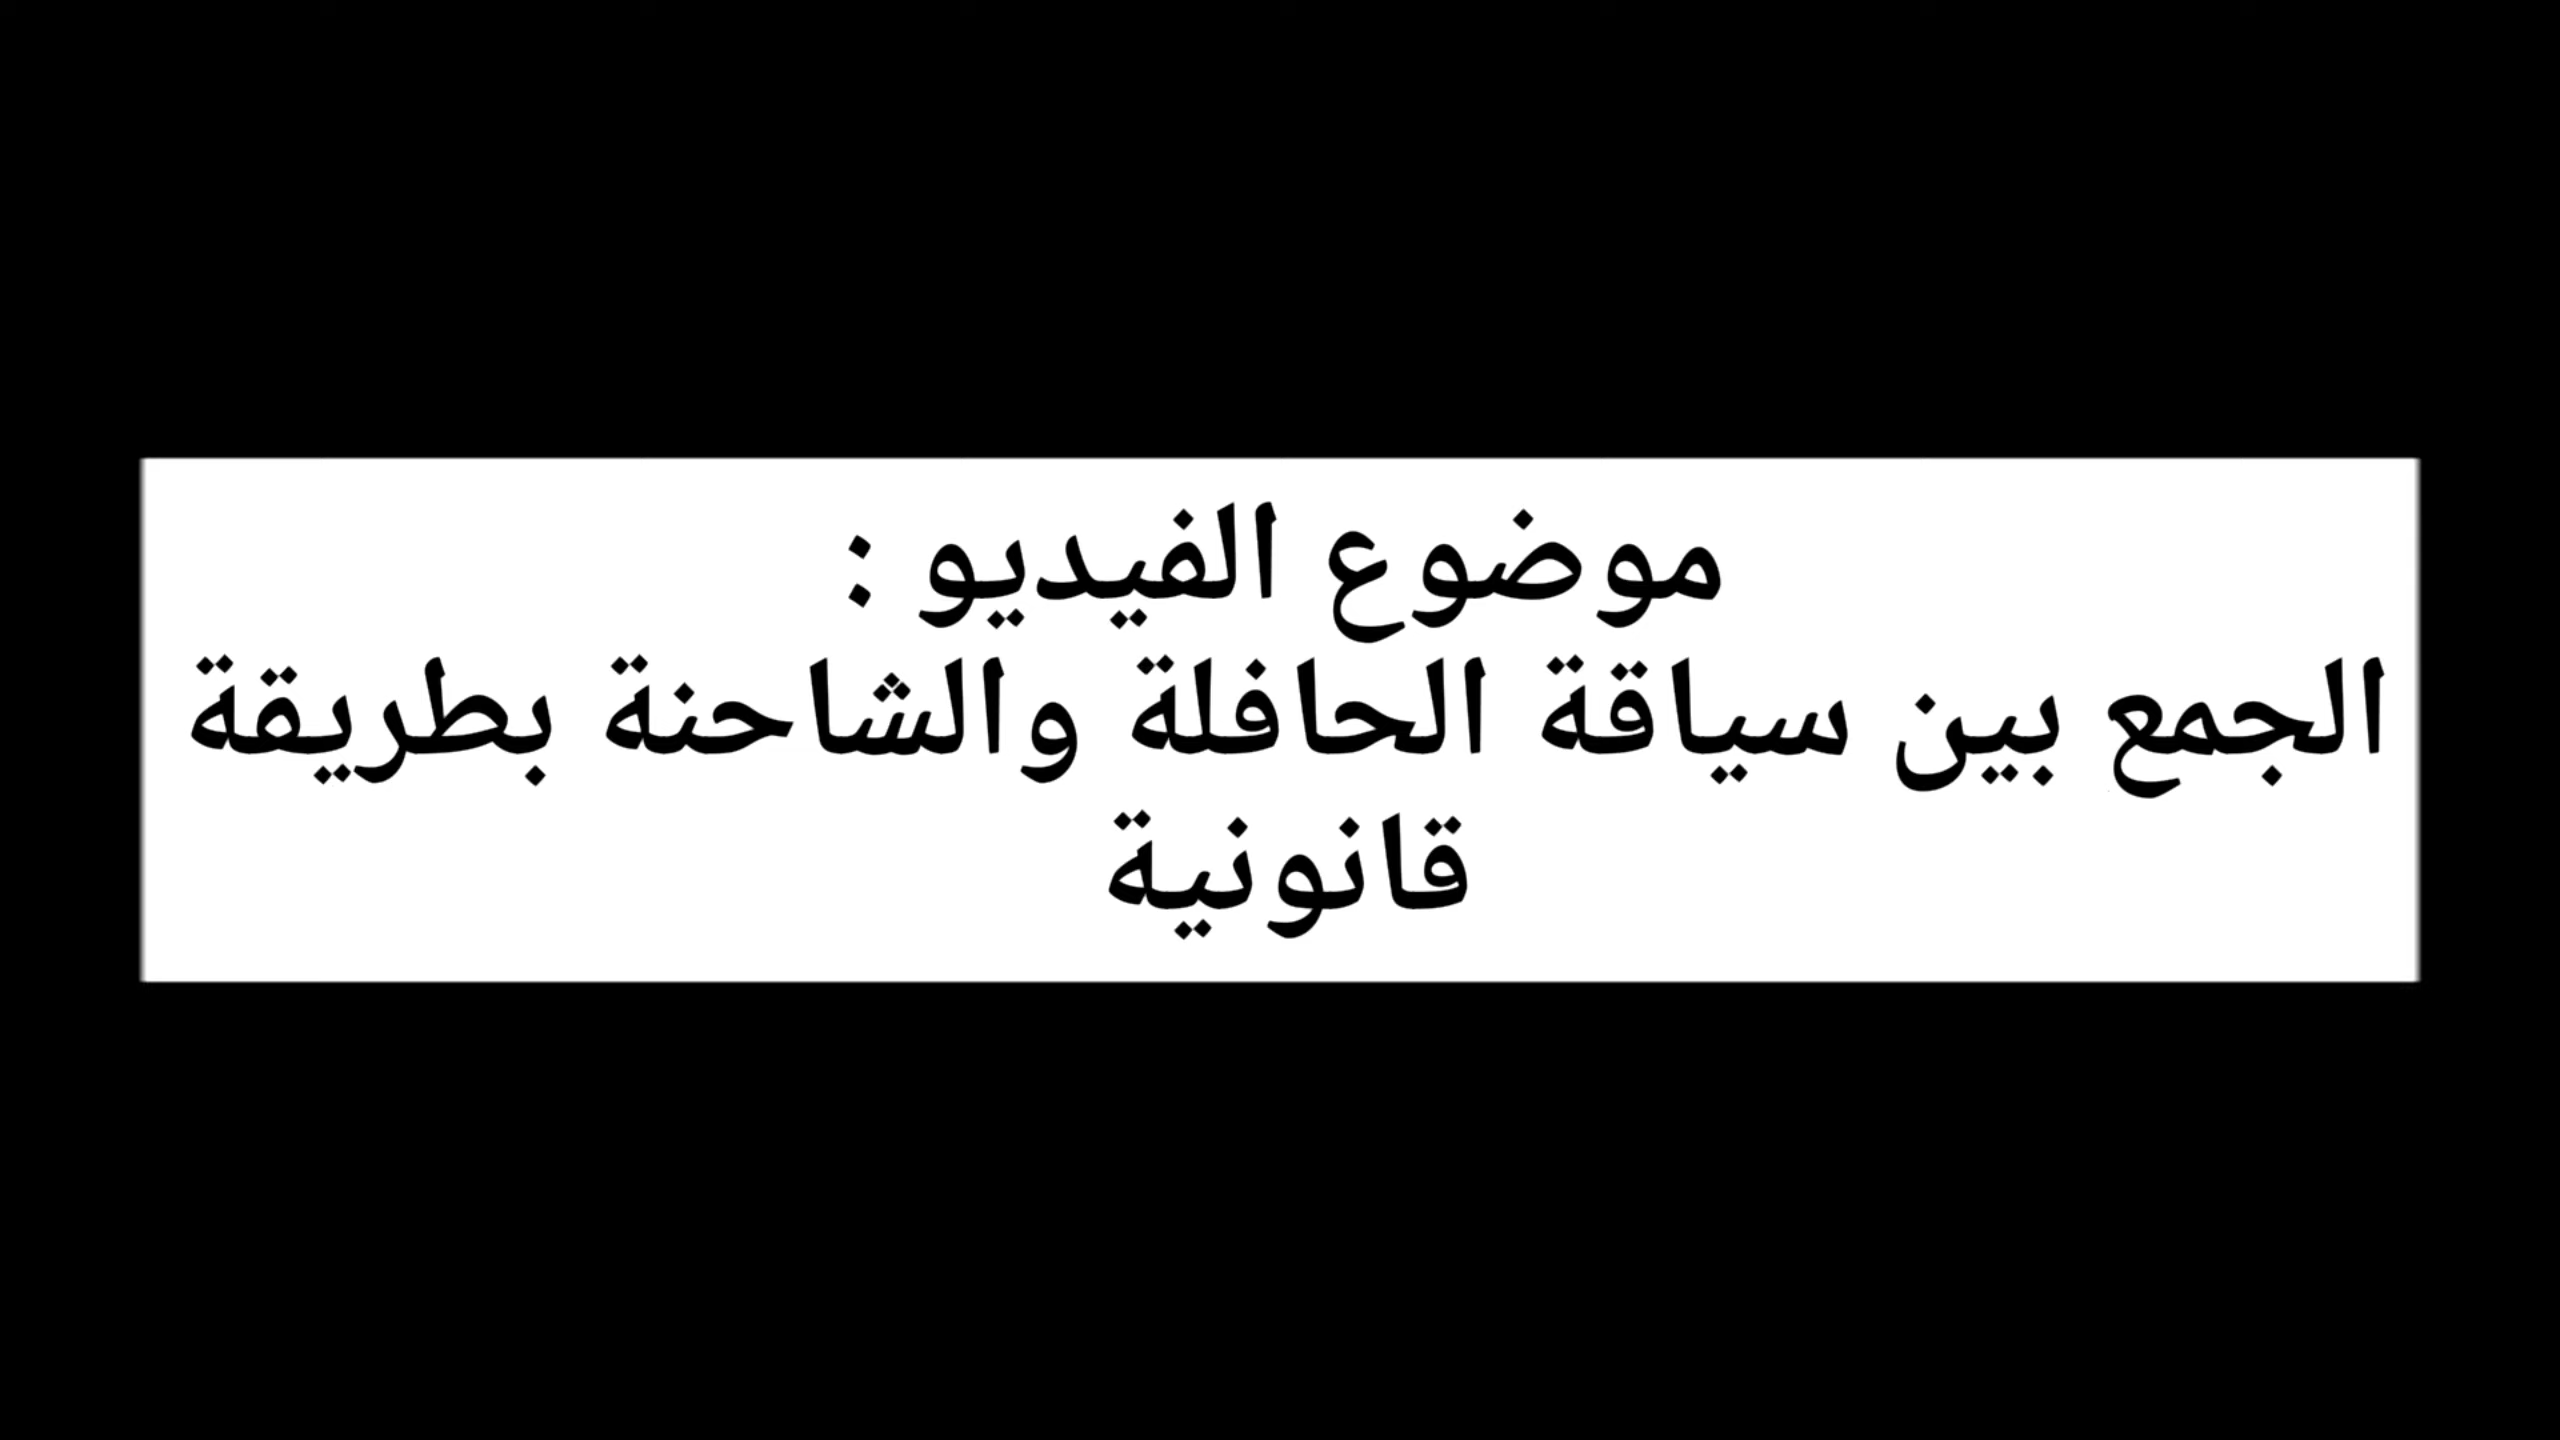 موضوع الفيديو :
الجمع بين سياقة الحافلة والشاحنة بطريقة
قانونية